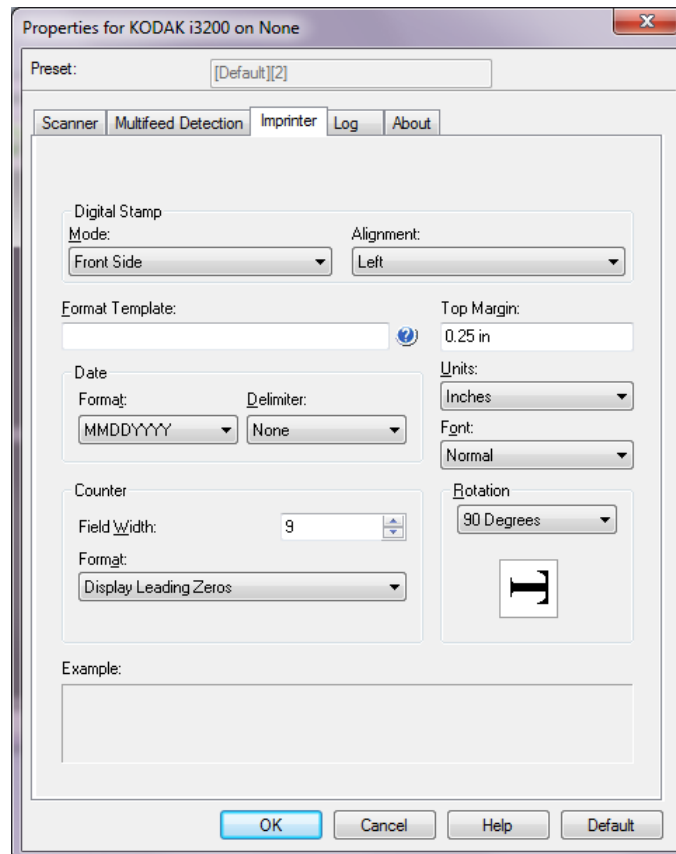 Properties for KODAK i3200 on None
Preset: [Default][2]
Scanner Multifeed Detection Imprinter Log About
Digital Stamp
Mode: Alignment:
Front Side Left
Format Template: Top Margin:
0.25 in
Date Units:
Format: Delimiter: Inches
MMDDYYYY None Font:
Normal
Counter Rotation
Field Width: 9 90 Degrees
Format:
Display Leading Zeros
T
Example:
OK Cancel Help Default